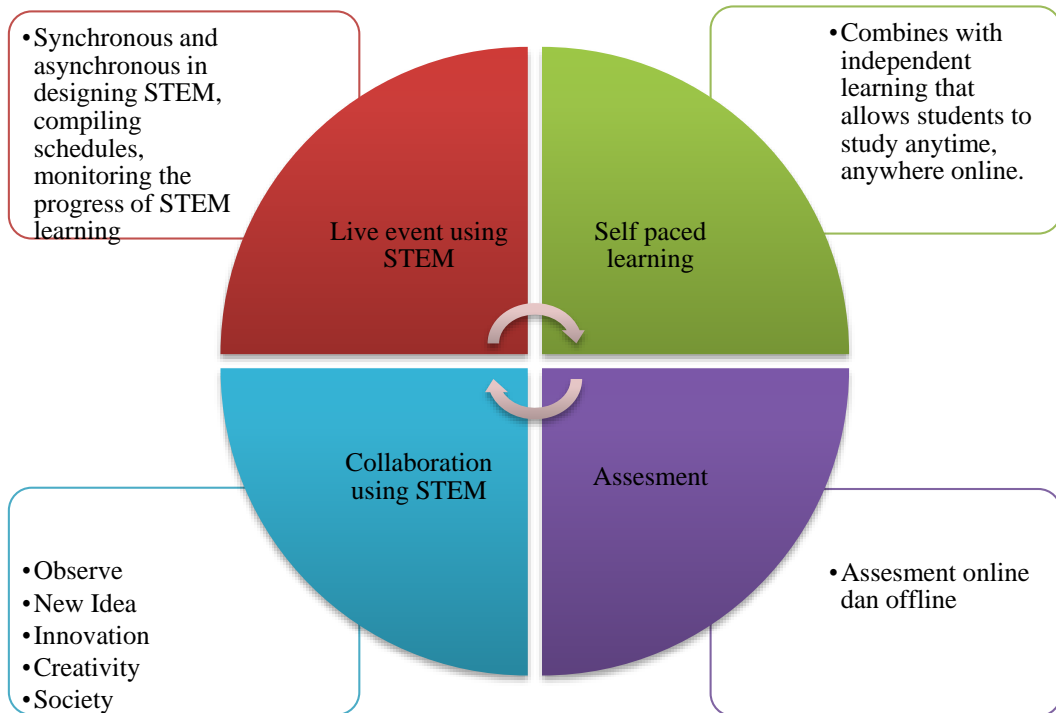 •Synchronous and
asynchronous in
designing STEM,
compiling
schedules,
monitoring the
progress of STEM
learning
•Combines with
independent
learning that
allows students to
study anytime,
anywhere online.
Live event using
STEM
Self paced
learning
Collaboration
using STEM
Assesment
•Observe
•New Idea
•Innovation
•Creativity
•Society
•Assesment online
dan offline